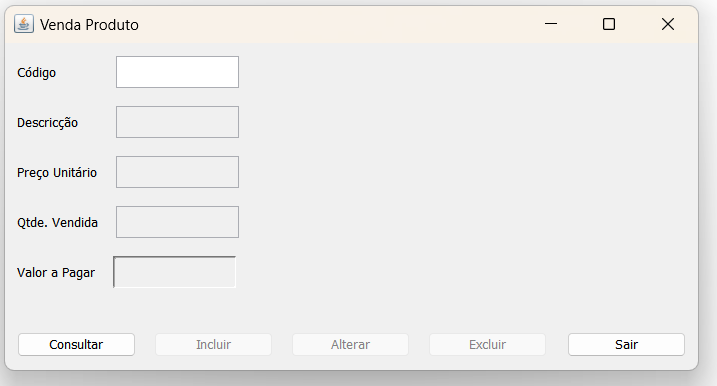 Venda Produto
Código
Descricção
Preço Unitário
Qtde. Vendida
Valor a Pagar
Consultar Incluir Alterar Excluir Sair